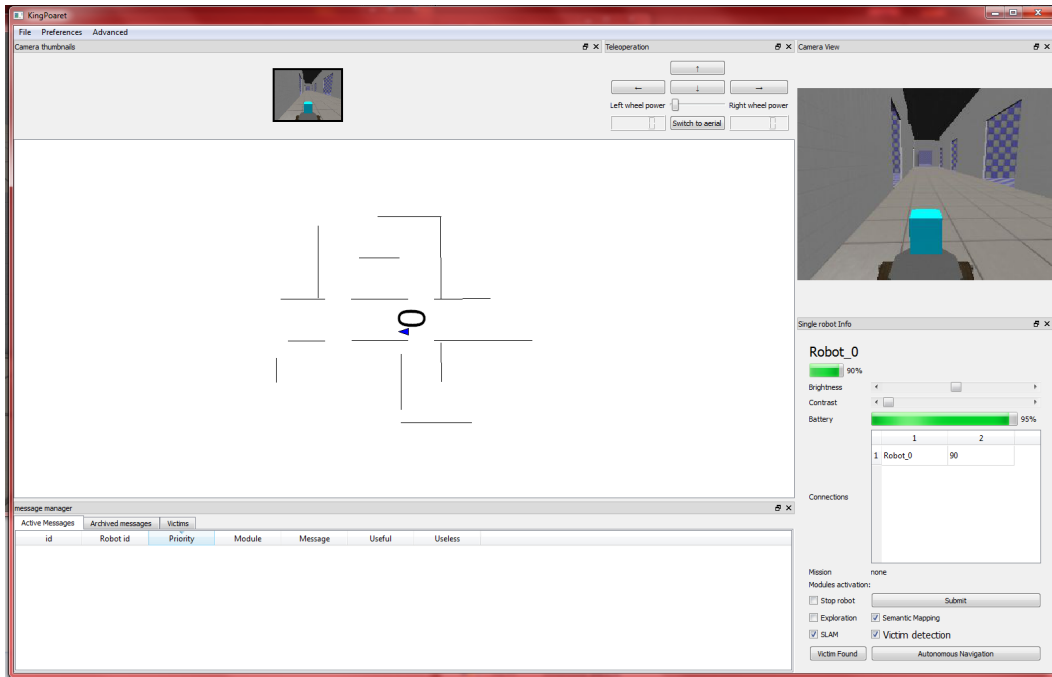 KingPoaret
File Preferences Advanced
Camera thumbnails
Teleoperation
Camera View
↑
← ↓ →
Left wheel power Right wheel power
Switch to aerial
0
Single robot Info
Robot_0
90%
Brightness
Contrast
Battery 95%
1 2
1 Robot_0 90
Connections
message manager
Active Messages Archived messages Victims
id Robot id Priority Module Message Useful Useless
Mission none
Modules activation:
Stop robot Submit
Exploration Semantic Mapping
SLAM Victim detection
Victim Found Autonomous Navigation